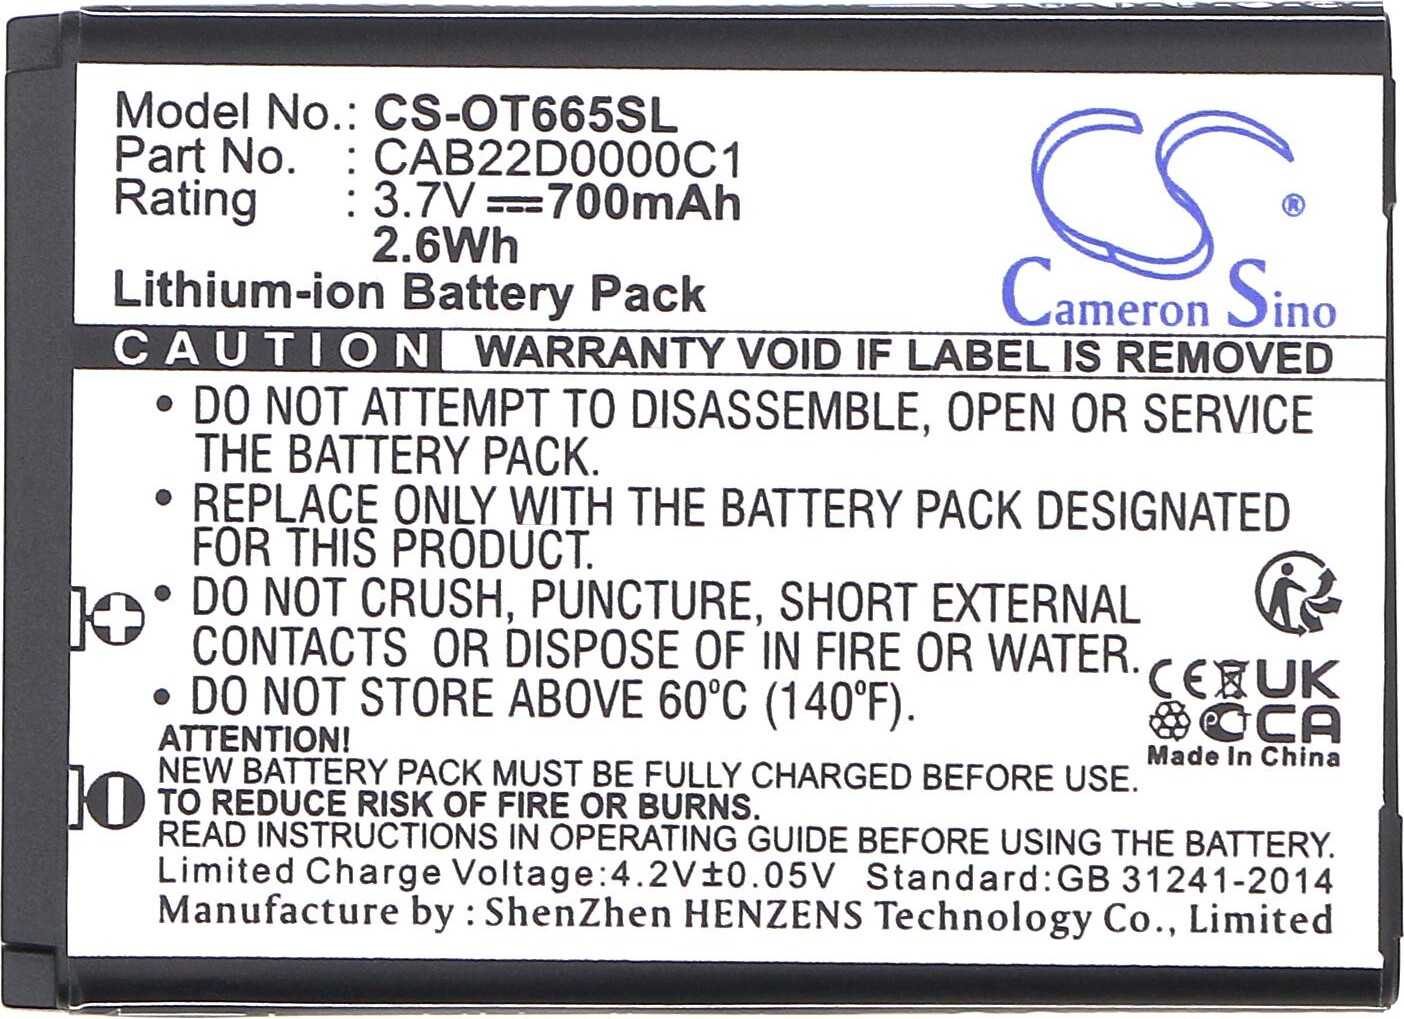 Model No.: CS-OT665SL
Part No. : CAB22D0000C1
Rating : 3.7V 700mAh
2.6Wh
Lithium-ion Battery Pack
CS ®
Cameron Sino
CAUTION WARRANTY VOID IF LABEL IS REMOVED
• DO NOT ATTEMPT TO DISASSEMBLE, OPEN OR SERVICE
THE BATTERY PACK.
• REPLACE ONLY WITH THE BATTERY PACK DESIGNATED
FOR THIS PRODUCT.
• DO NOT CRUSH, PUNCTURE, SHORT EXTERNAL
CONTACTS OR DISPOSE OF IN FIRE OR WATER.
• DO NOT STORE ABOVE 60°C (140°F).
CE UK
CA
Made In China
ATTENTION!
NEW BATTERY PACK MUST BE FULLY CHARGED BEFORE USE.
TO REDUCE RISK OF FIRE OR BURNS.
READ INSTRUCTIONS IN OPERATING GUIDE BEFORE USING THE BATTERY.
Limited Charge Voltage:4.2V±0.05V Standard:GB 31241-2014
Manufacture by : ShenZhen HENZENS Technology Co., Limited